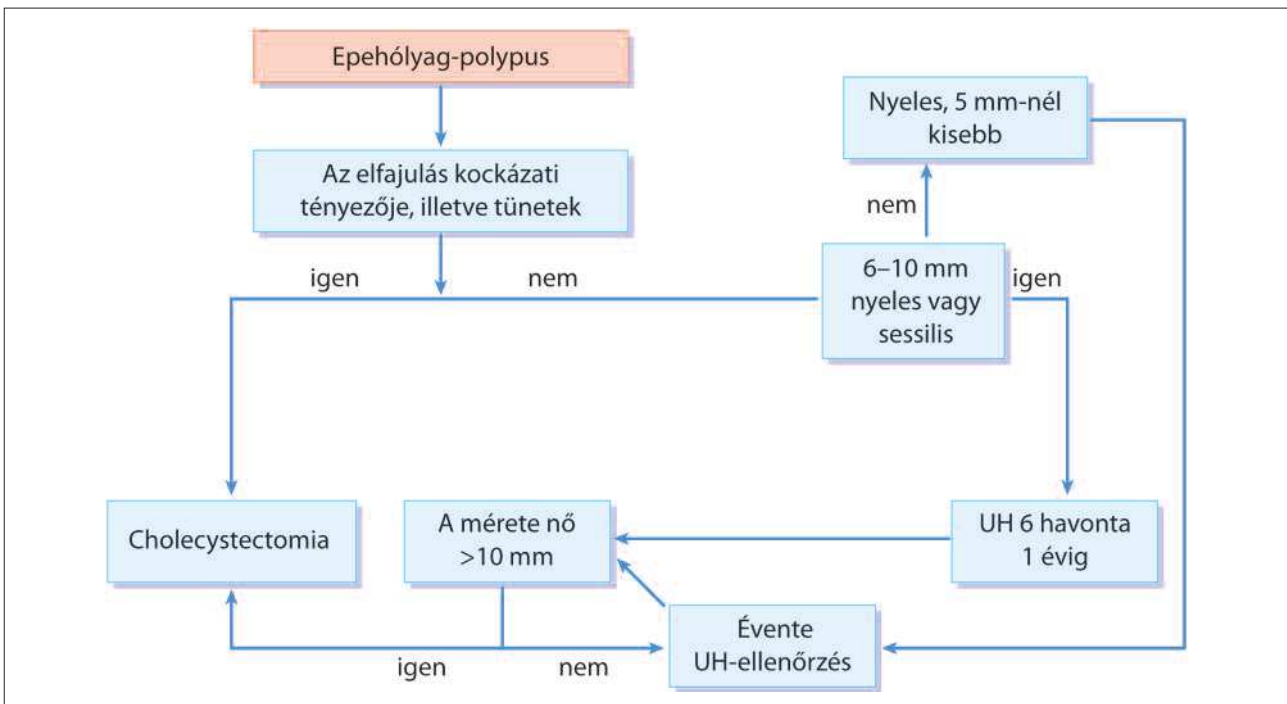 Epehólyag-polypus
Nyeles, 5 mm-nél
kisebb
Az elfajulás kockázati
tényezője, illetve tünetek
nem
igen
nem
6–10 mm
nyeles vagy
sessilis
igen
Cholecystectomia
A mérete nő
>10 mm
UH 6 havonta
1 évig
Évente
UH-ellenőrzés
igen
nem